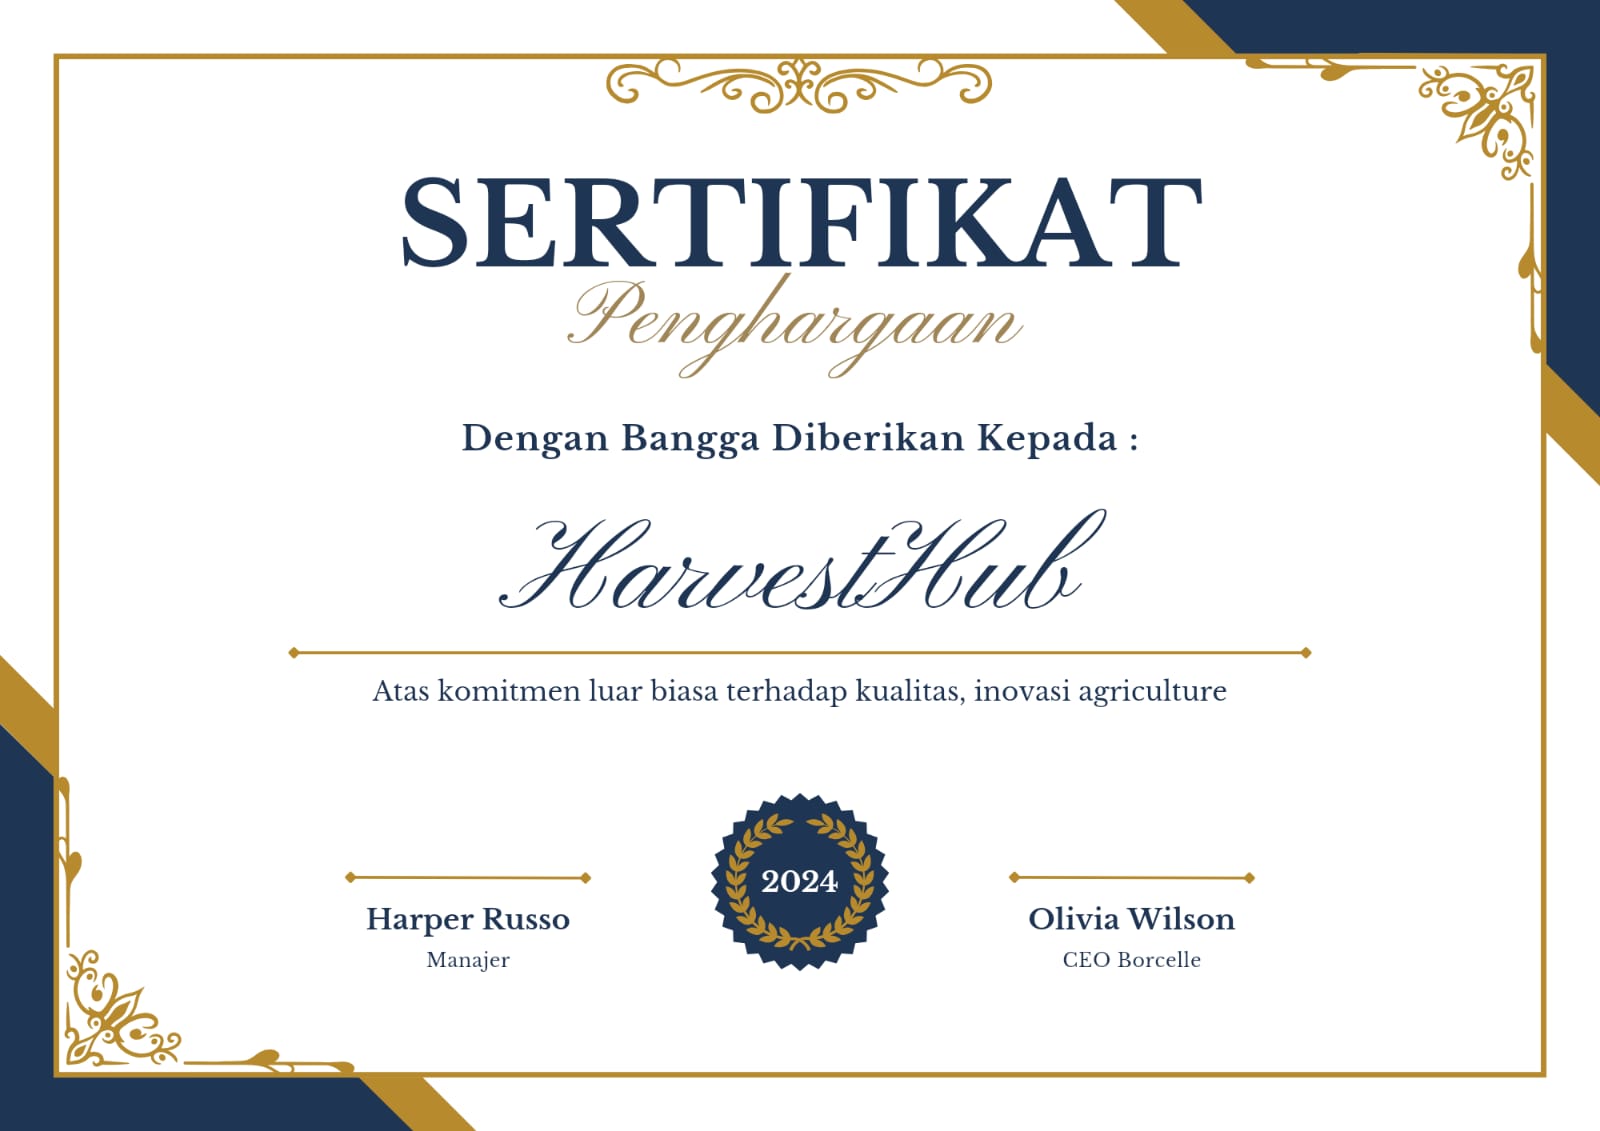 SERTIFIKAT
Penghargaan
Dengan Bangga Diberikan Kepada :
HarvestHub
Atas komitmen luar biasa terhadap kualitas, inovasi agriculture
2024
Harper Russo
Manajer
Olivia Wilson
CEO Borcelle